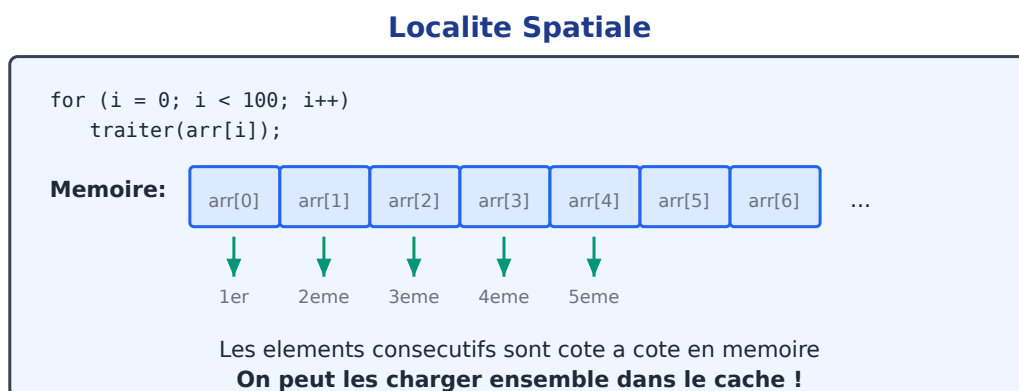 Localite Spatiale
for (i = 0; i < 100; i++)
traiter(arr[i]);
Memoire: arr[0] arr[1] arr[2] arr[3] arr[4] arr[5] arr[6] ...
1er 2eme 3eme 4eme 5eme
Les elements consecutifs sont cote a cote en memoire
On peut les charger ensemble dans le cache !